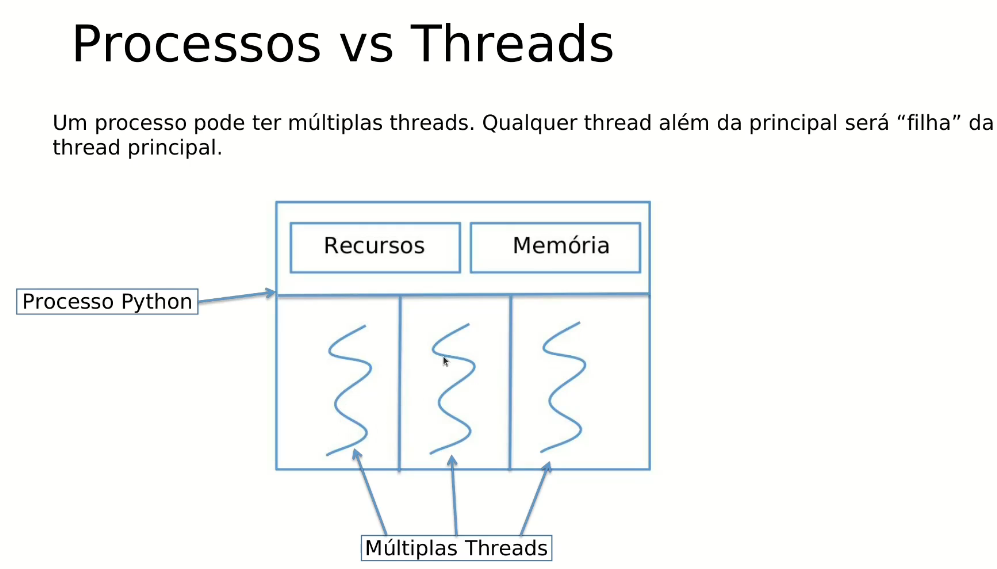 Processos vs Threads
Um processo pode ter múltiplas threads. Qualquer thread além da principal será “filha” da
thread principal.
Recursos
Memória
Processo Python
Múltiplas Threads